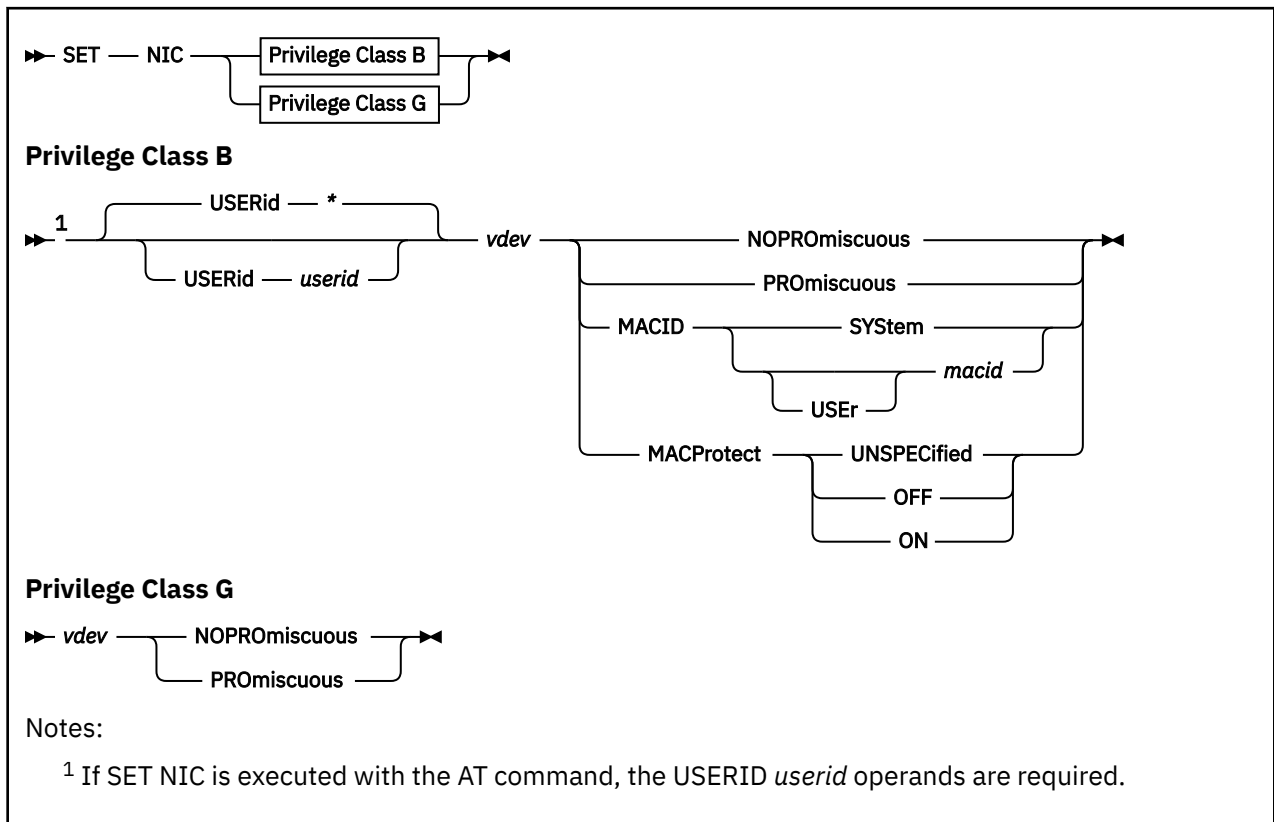 SET NIC Privilege Class B
Privilege Class G
Privilege Class B
USERid *
1
vdev NOPROmiscuous
USERid userid
PROmiscuous
MACID SYStem
macid
USEr
MACProtect UNSPECified
OFF
ON
Privilege Class G
vdev NOPROmiscuous
PROmiscuous
Notes:
1 If SET NIC is executed with the AT command, the USERID userid operands are required.